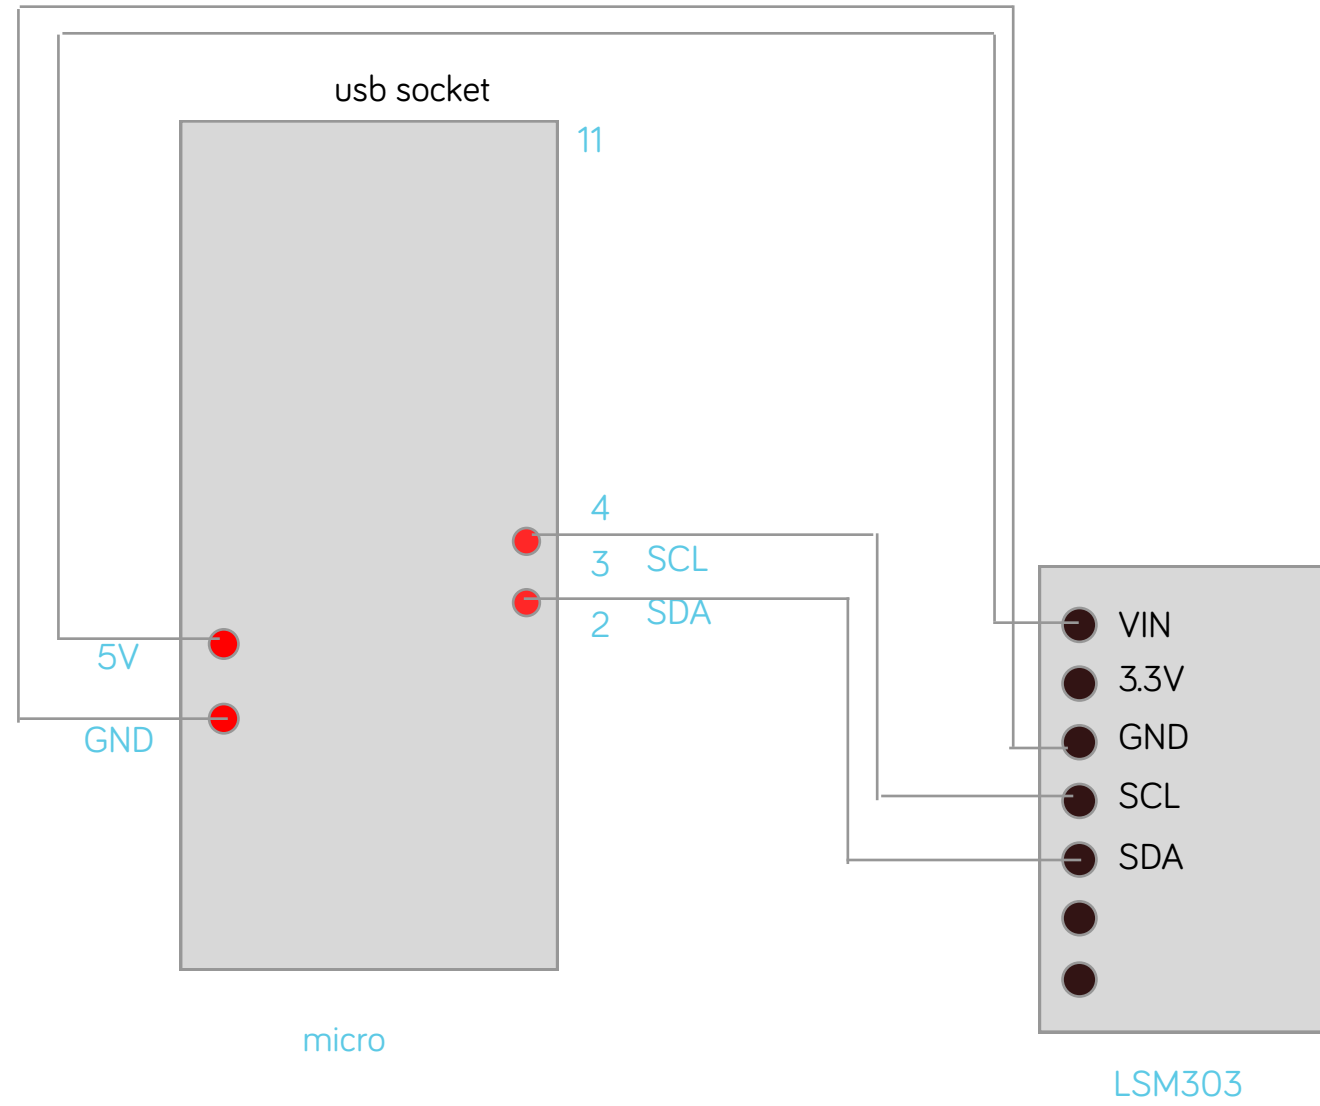 usb socket
11
4
3 SCL
2 SDA
5V
GND
VIN
3.3V
GND
SCL
SDA
micro
LSM303